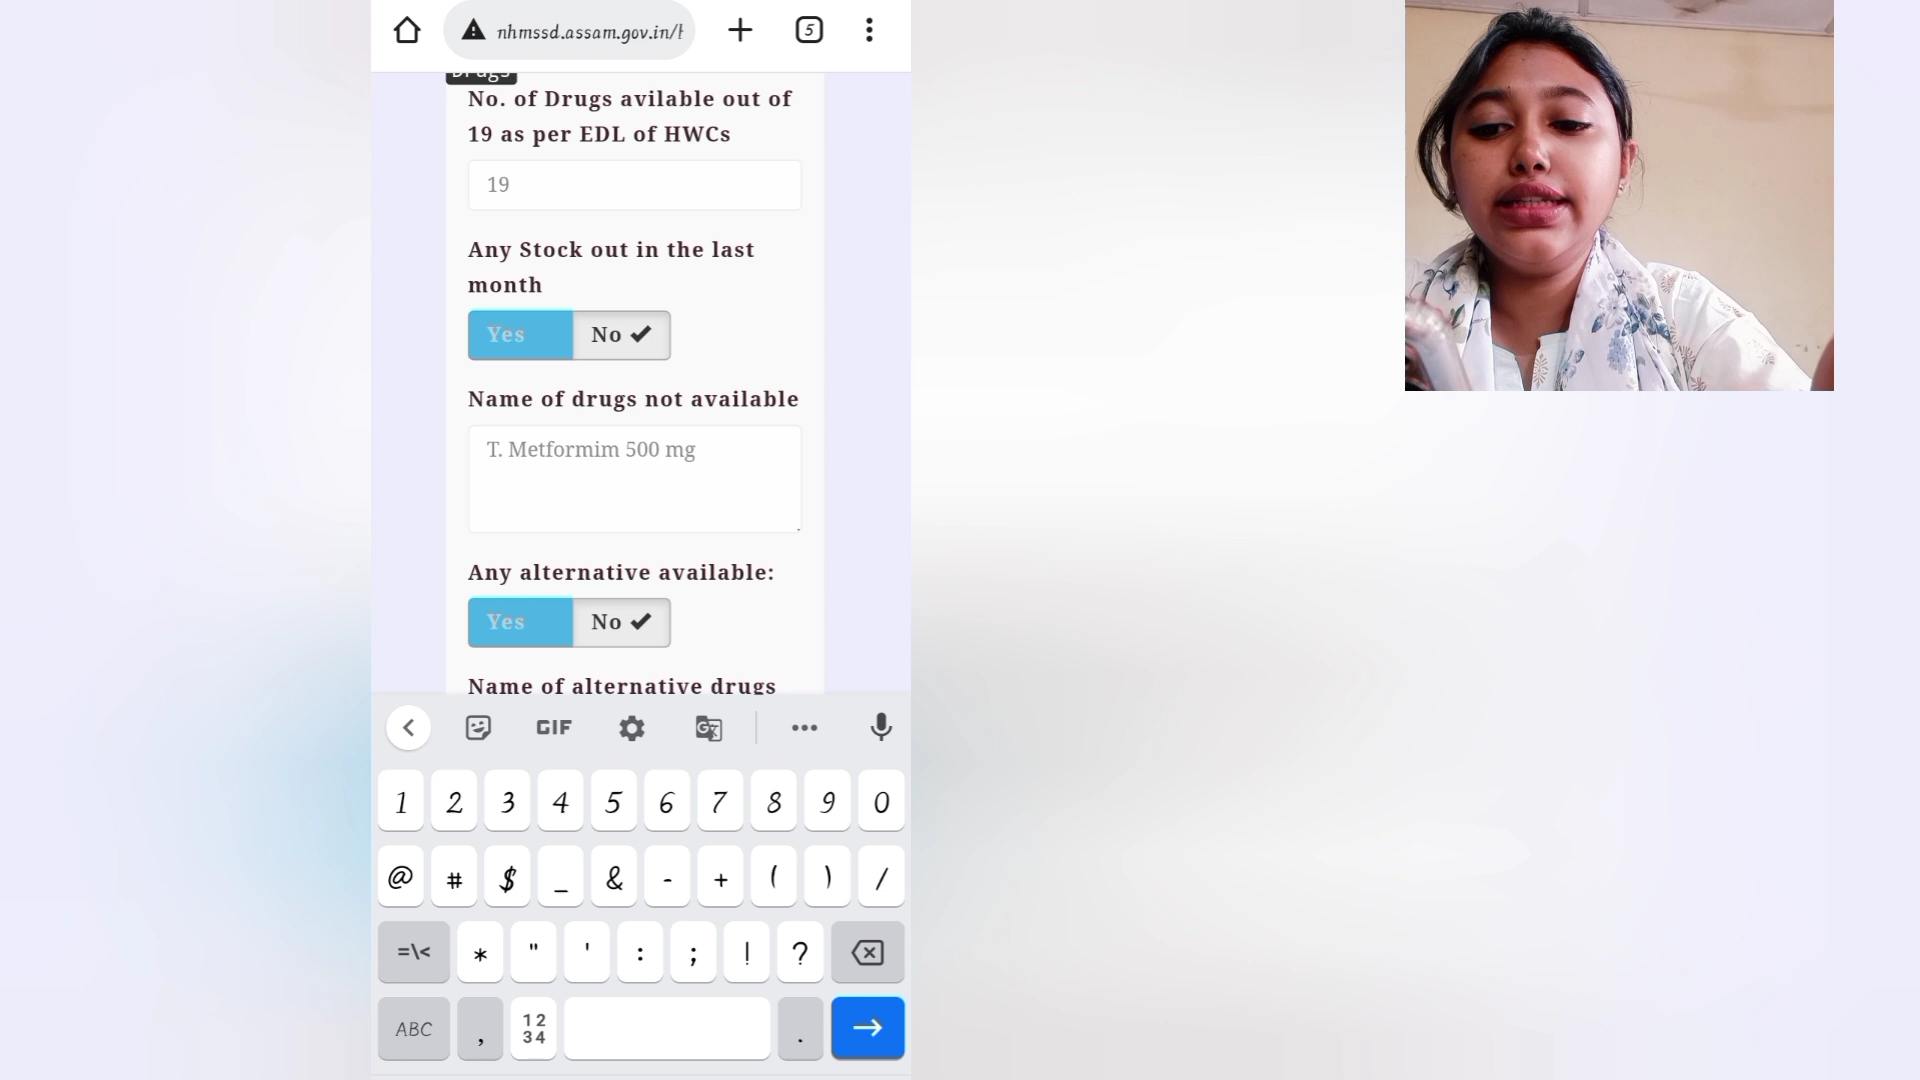 nhmssd.assam.gov.in/
5
Drugs
No. of Drugs avilable out of
19 as per EDL of HWCs
19
Any Stock out in the last
month
Yes No
Name of drugs not available
T. Metformim 500 mg
Any alternative available:
Yes No
Name of alternative drugs
GIF
1 2 3 4 5 6 7 8 9 0
@ # $ _ & - + ( ) /
=\< * " ' : ; ! ?
ABC , 12 .
34